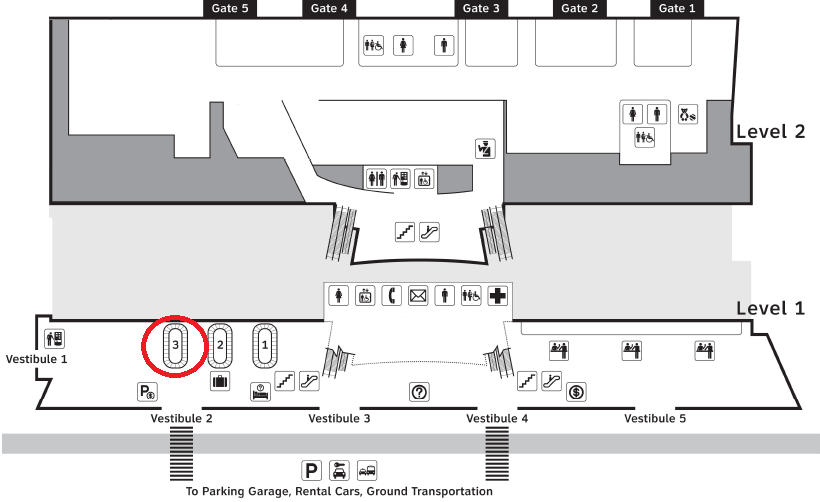 Gate 5 Gate 4 Gate 3 Gate 2 Gate 1
Level 2
Level 1
3 2 1
Vestibule 1
P$
?
?
$
Vestibule 2 Vestibule 3 Vestibule 4 Vestibule 5
P
To Parking Garage, Rental Cars, Ground Transportation